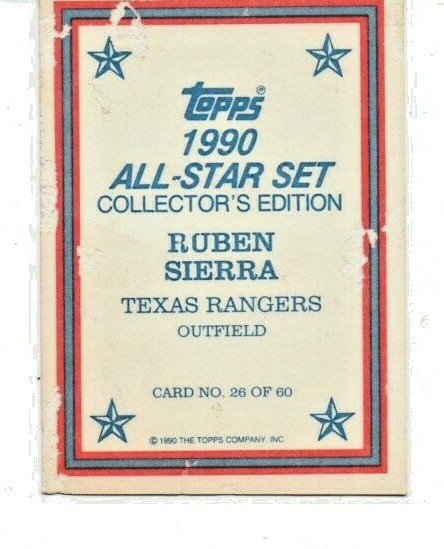 Topps®
1990
ALL-STAR SET
COLLECTOR'S EDITION
RUBEN
SIERRA
TEXAS RANGERS
OUTFIELD
CARD NO. 26 OF 60
© 1990 THE TOPPS COMPANY, INC.